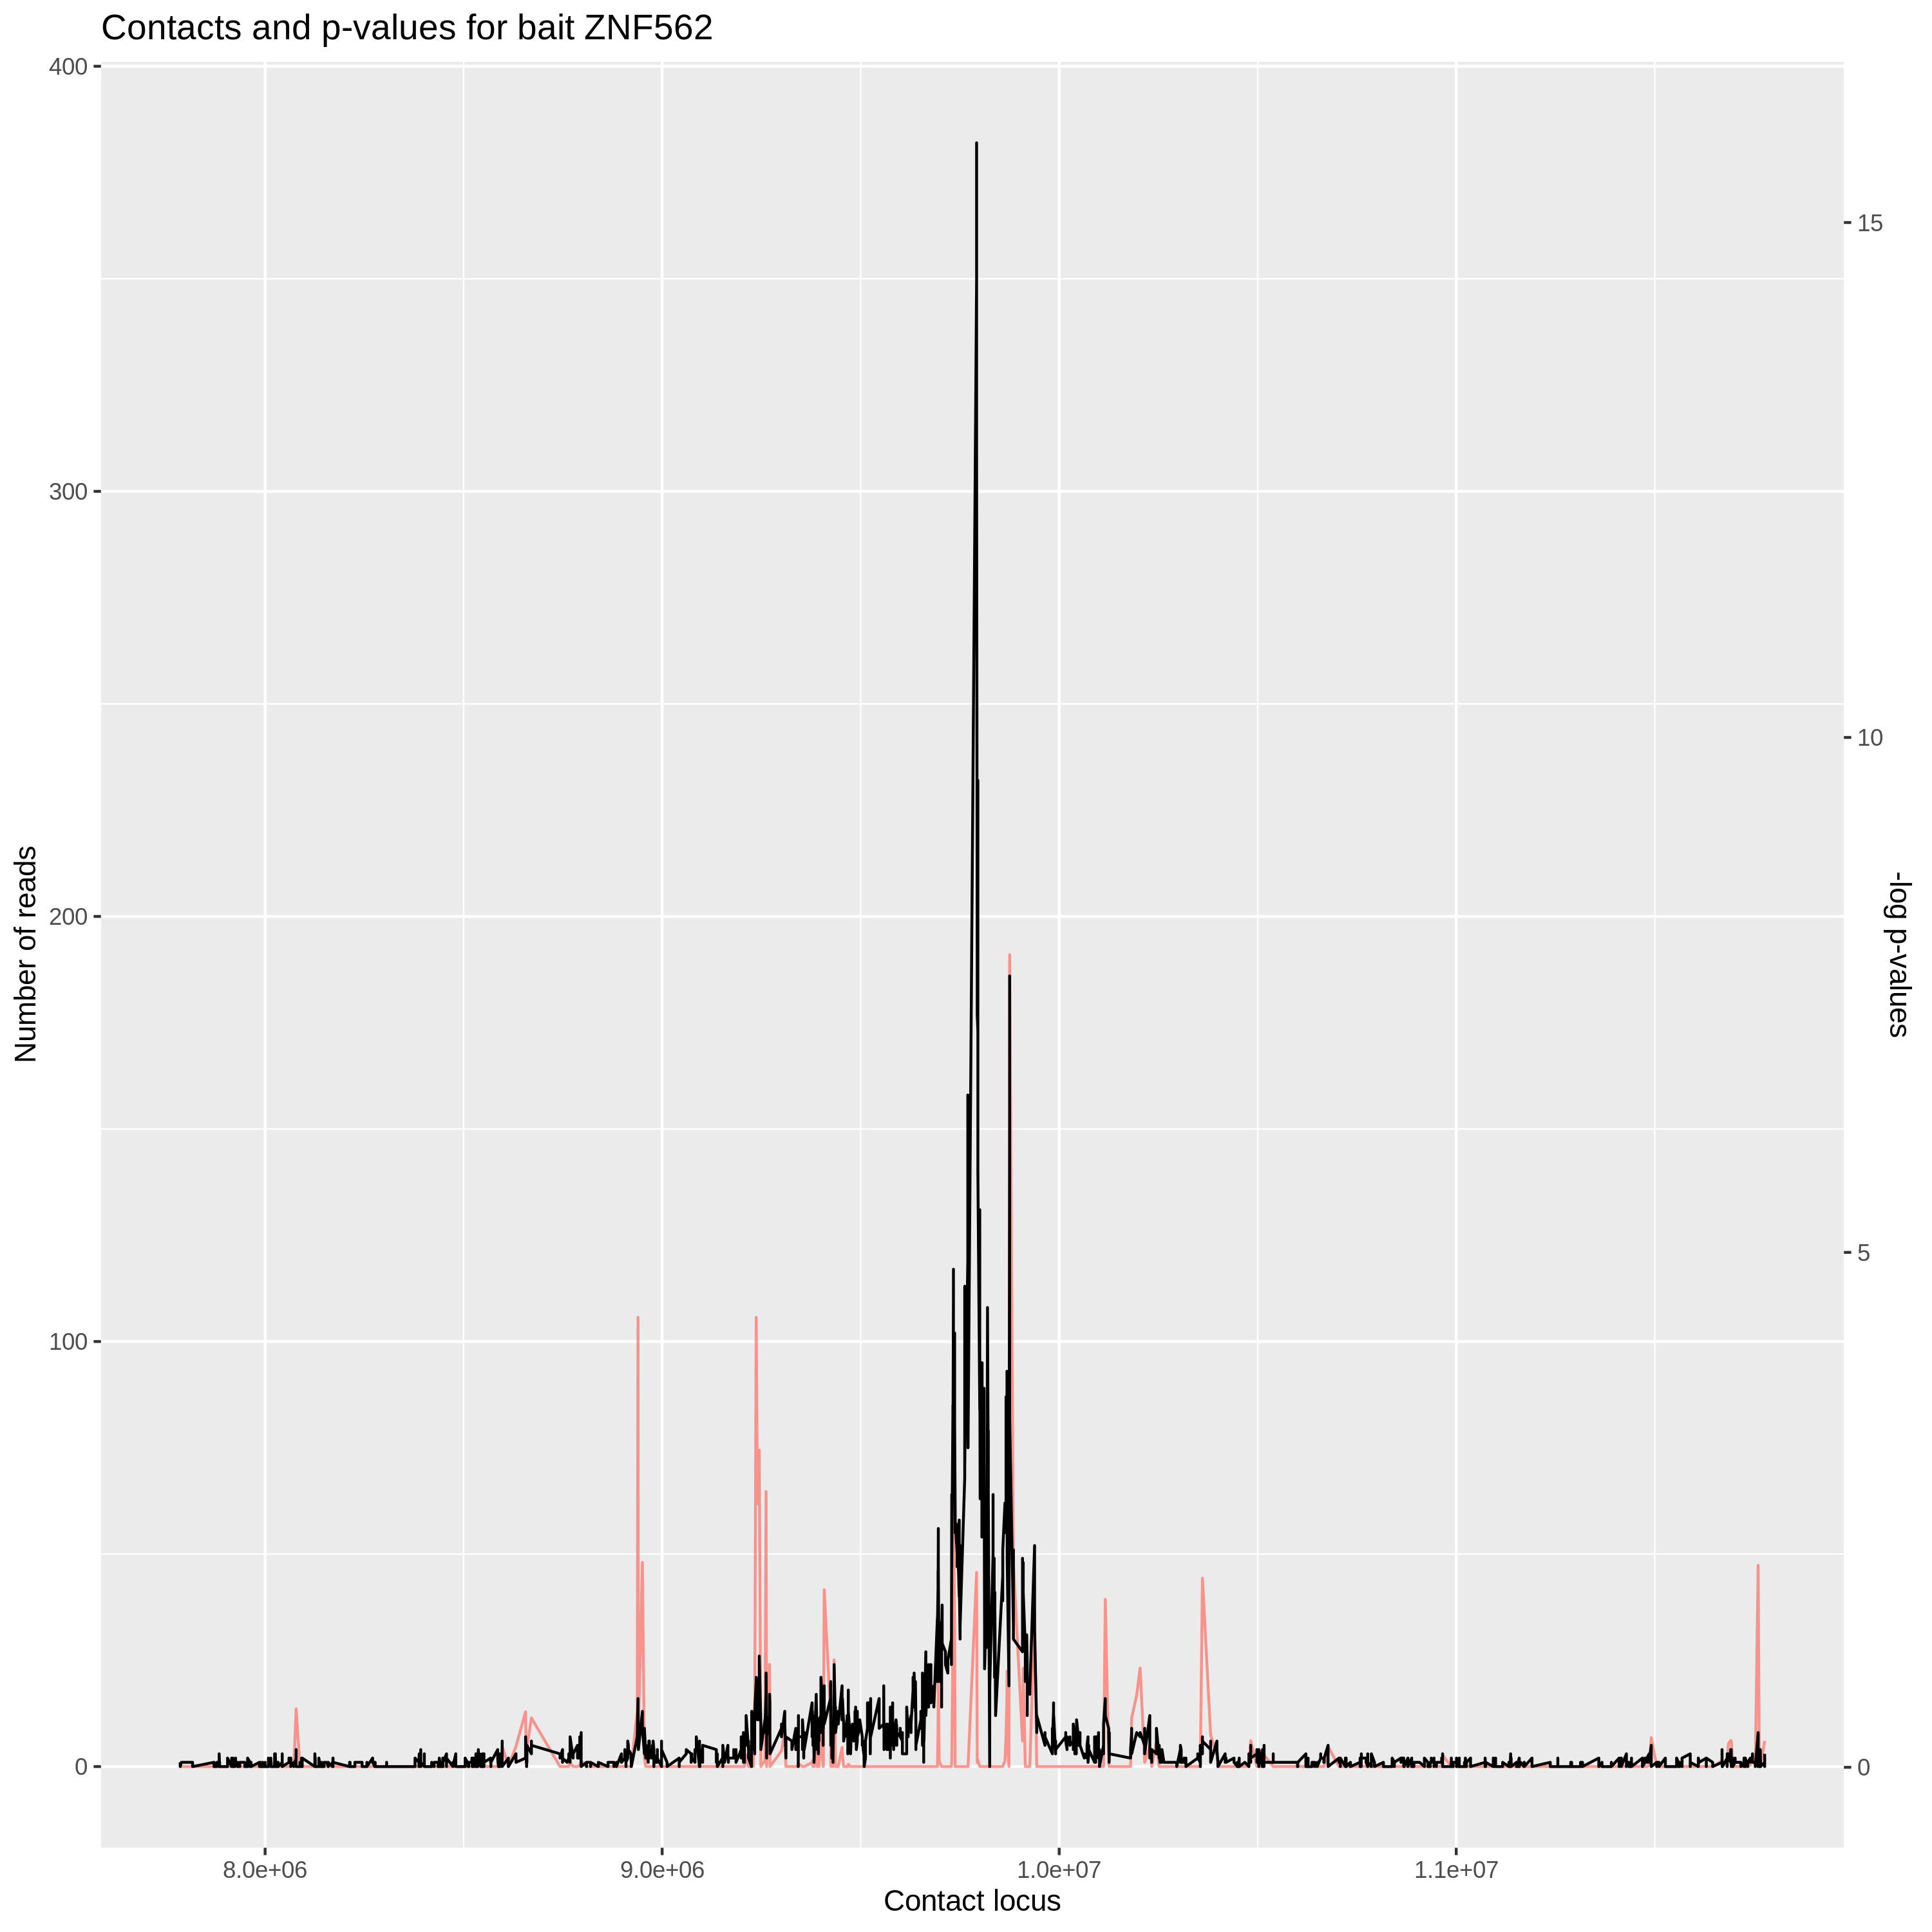 Contacts and p-values for bait ZNF562
400
300
200
100
0
Number of reads
15
10
5
0
-log p-values
8.0e+06
9.0e+06
1.0e+07
1.1e+07
Contact locus